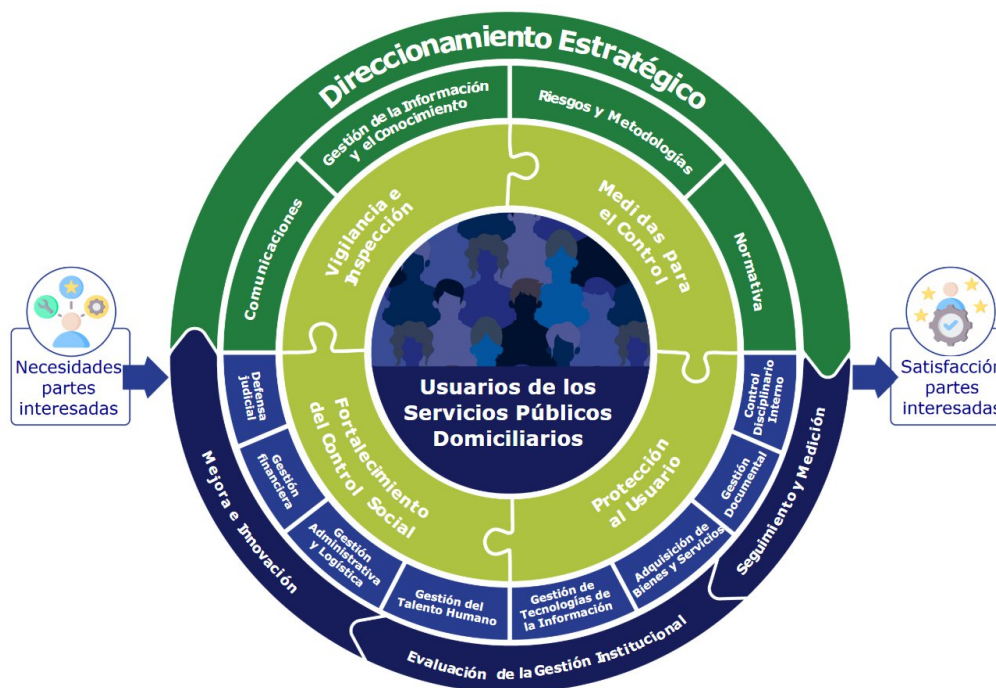 Direccionamiento Estratégico
Gestión de la Información
y el Conocimiento
Riesgos y Metodologías
Comunicaciones
Normativa
Vigilancia e
Inspección
Medidas para
el Control
Necesidades
partes
interesadas
Satisfacción
partes
interesadas
Usuarios de los
Servicios Públicos
Domiciliarios
Fortalecimiento
del Control Social
Protección
al Usuario
Defensa
judicial
Gestión
financiera
Gestión
Administrativa
y Logística
Gestión del
Talento Humano
Gestión de
Tecnologías de
la Información
Adquisición de
Bienes y Servicios
Gestión
Documental
Control
Disciplinario
Interno
Mejora e Innovación
Evaluación de la Gestión Institucional
Seguimiento y Medición